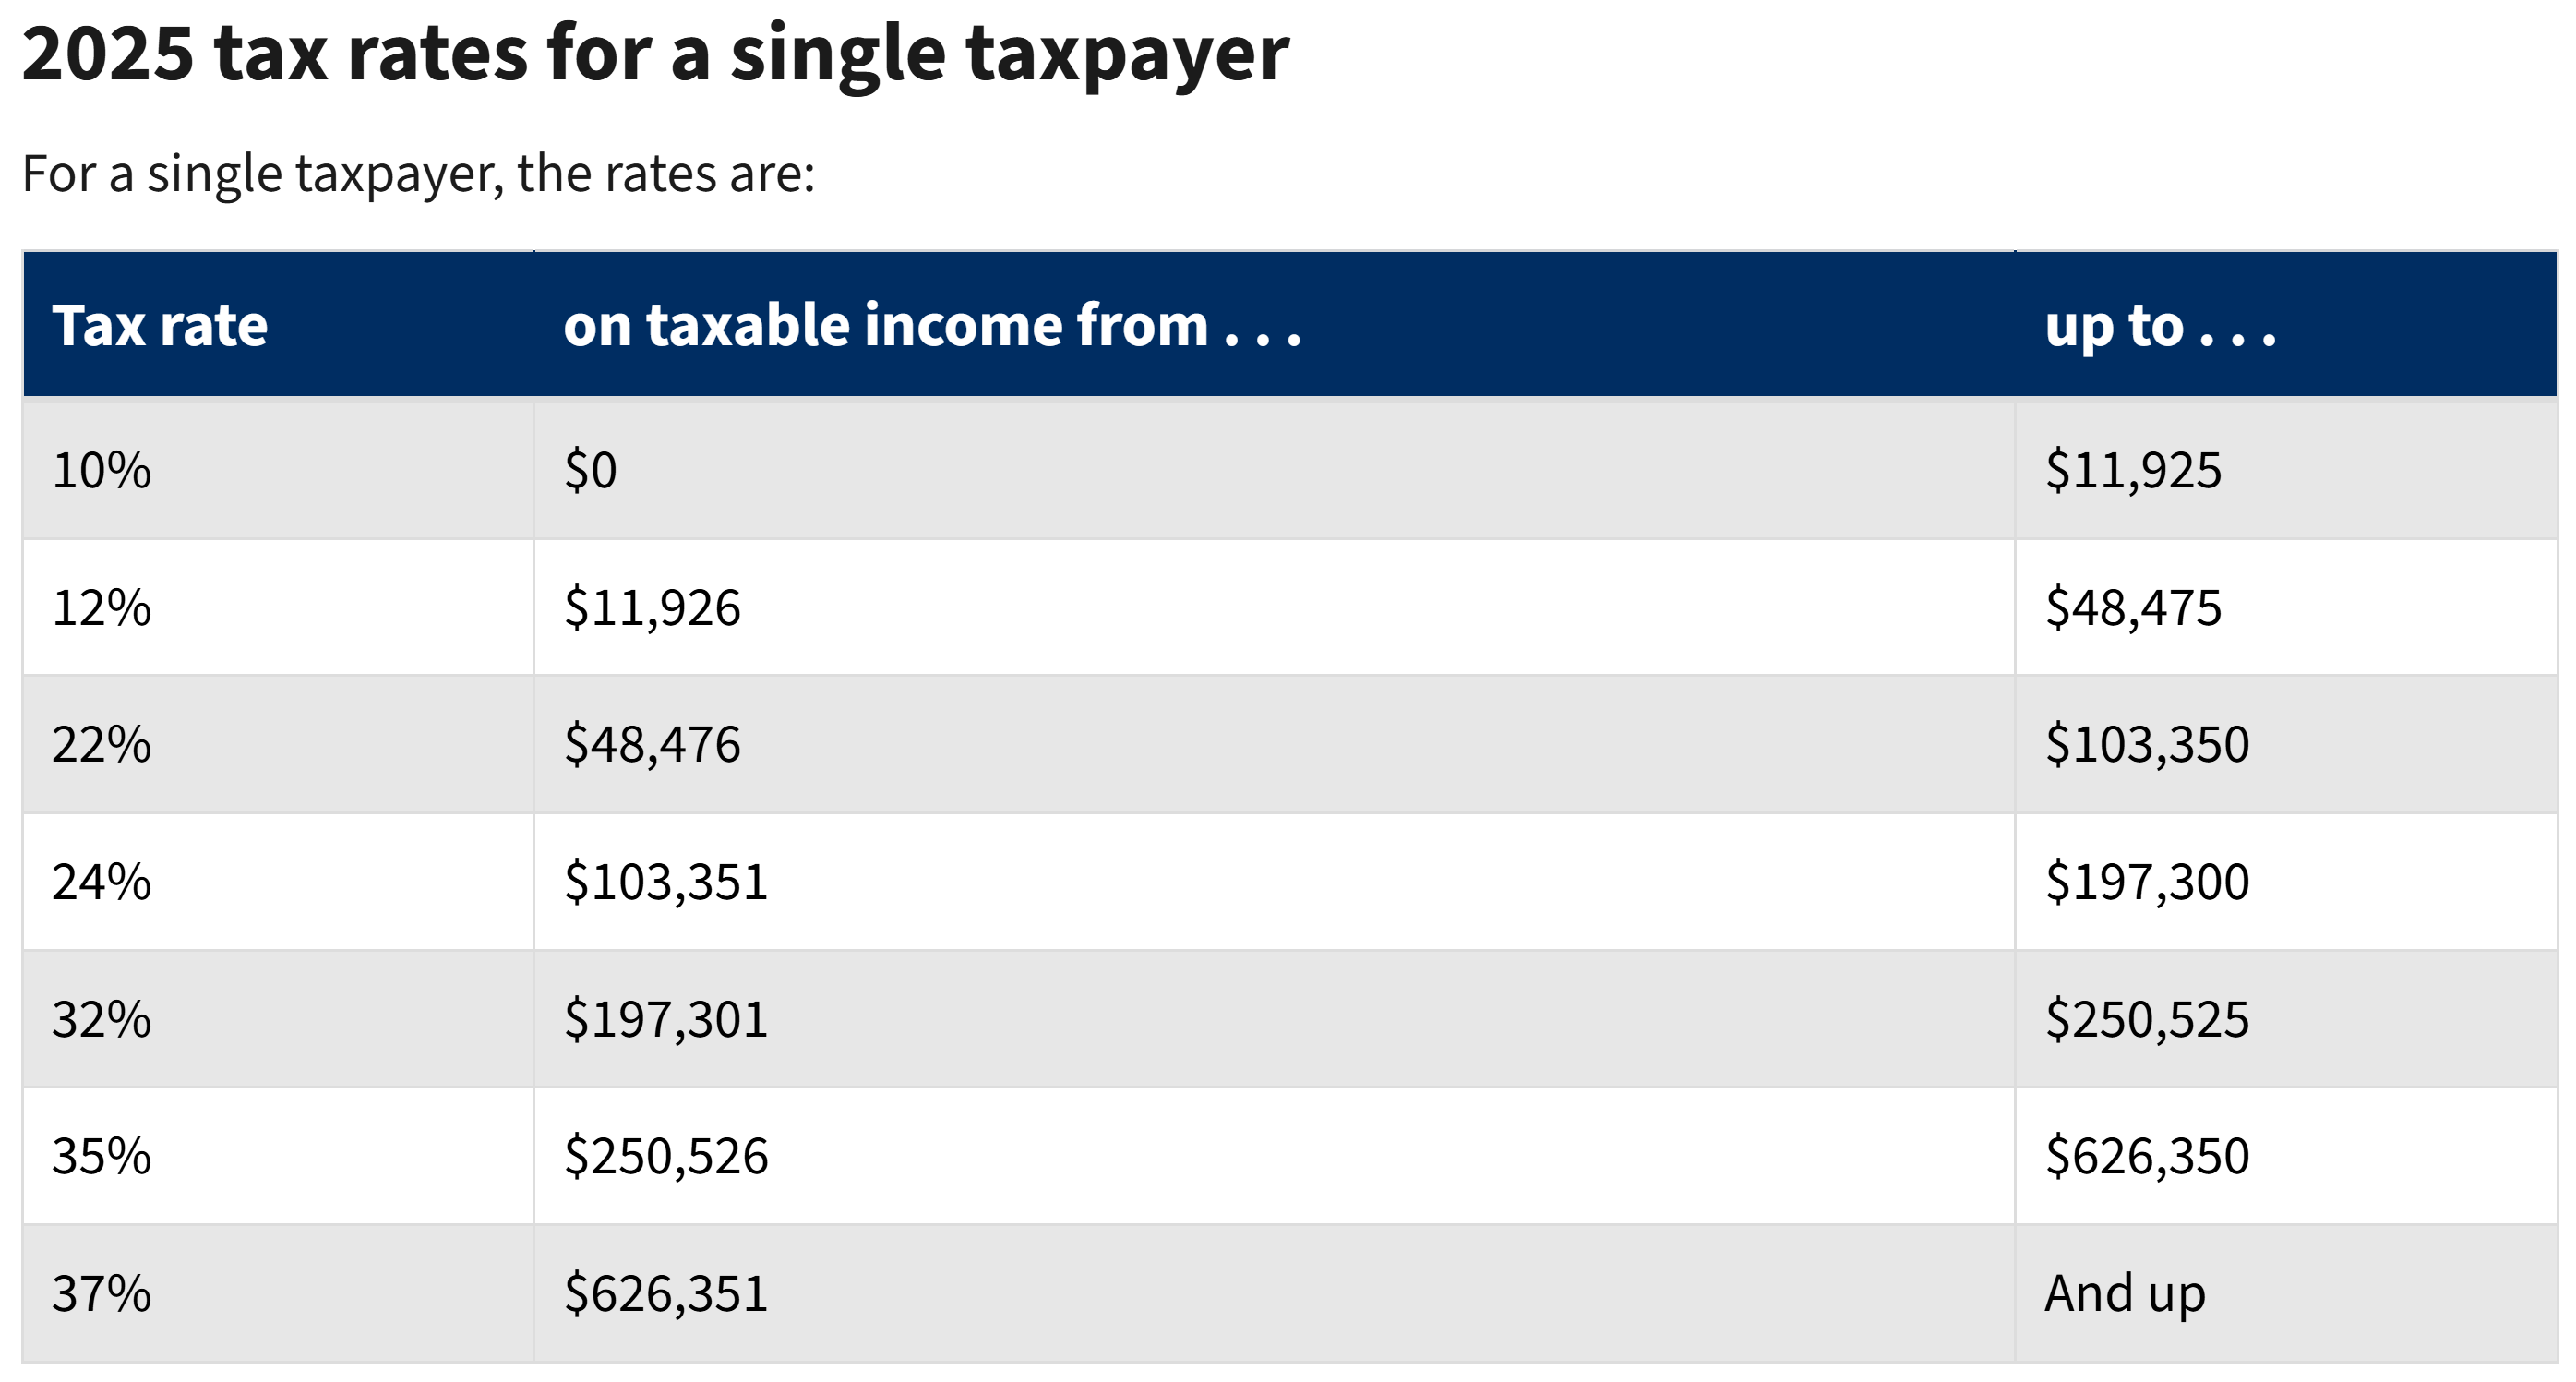 2025 tax rates for a single taxpayer
For a single taxpayer, the rates are:
Tax rate on taxable income from . . . up to . . .
10% $0 $11,925
12% $11,926 $48,475
22% $48,476 $103,350
24% $103,351 $197,300
32% $197,301 $250,525
35% $250,526 $626,350
37% $626,351 And up